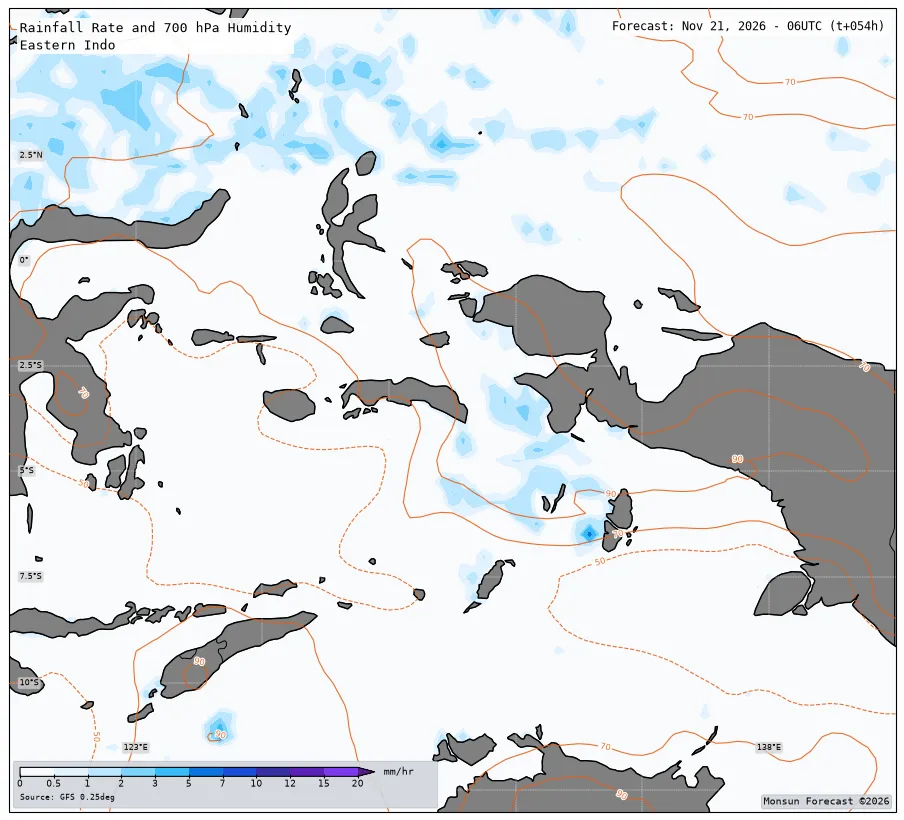 Rainfall Rate and 700 hPa Humidity
Eastern Indo
Forecast: Nov 21, 2026 - 06UTC (t+054h)
70
70
2.5°N
0°
2.5°S
70
70
90
5°S
50
90
70
50
7.5°S
90
10°S
50
90
123°E
70
138°E
90
mm/hr
0 0.5 1 2 3 5 7 10 12 15 20
Source: GFS 0.25deg
Monsun Forecast ©2026